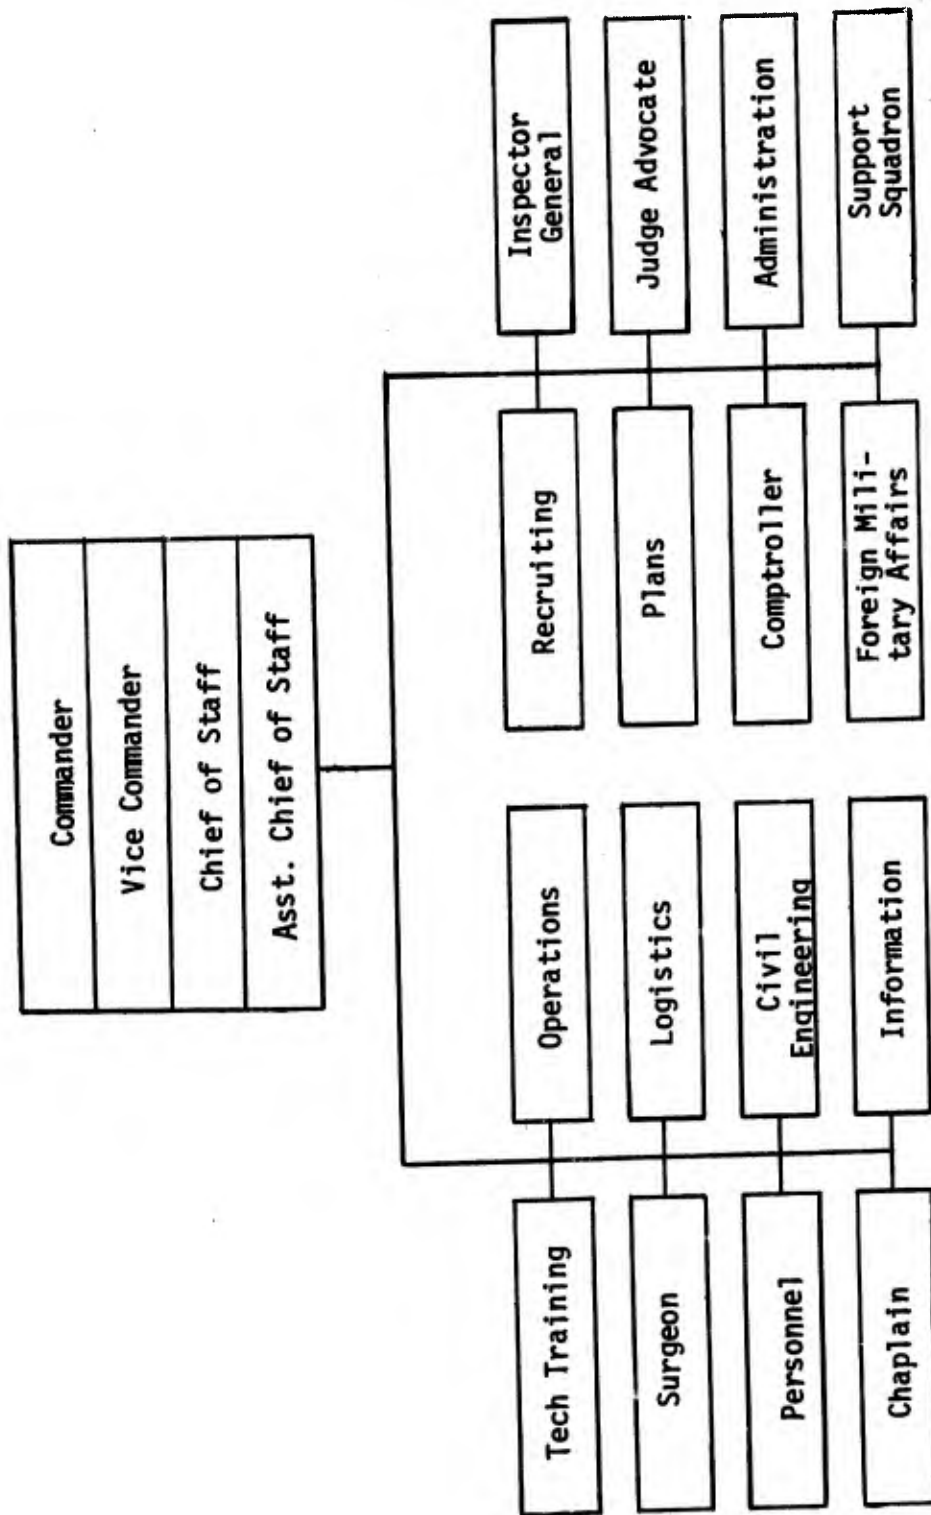 Commander
Vice Commander
Chief of Staff
Asst. Chief of Staff
Tech Training
Operations
Recruiting
Inspector
General
Surgeon
Logistics
Plans
Judge Advocate
Personnel
Civil
Engineering
Comptroller
Administration
Chaplain
Information
Foreign Mili-
tary Affairs
Support
Squadron